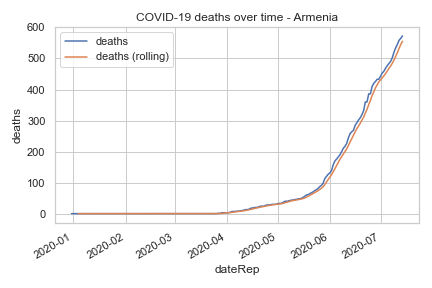 COVID-19 deaths over time - Armenia
600
500
400
300
200
100
0
deaths
deaths
deaths (rolling)
2020-01
2020-02
2020-03
2020-04
2020-05
2020-06
2020-07
dateRep